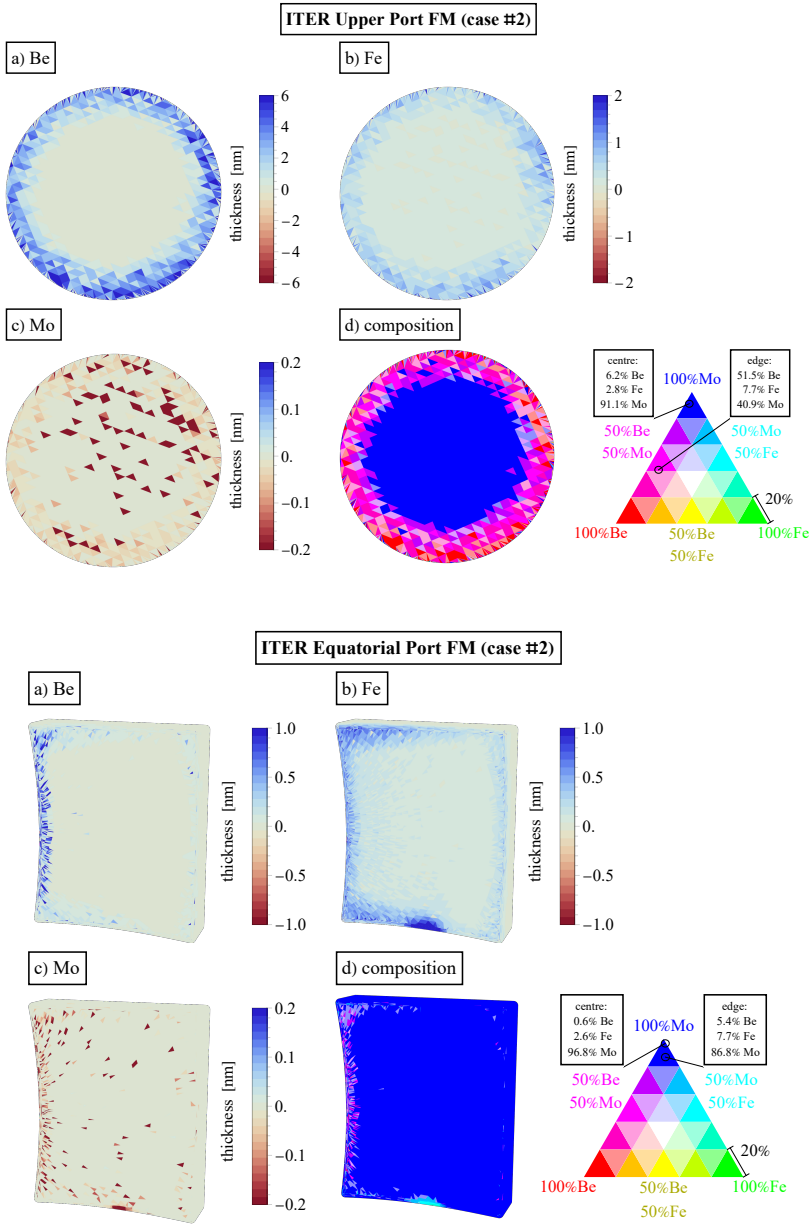 ITER Upper Port FM (case #2)
a) Be
b) Fe
6
4
2
0
−2
−4
−6
thickness [nm]
2
1
0
−1
−2
thickness [nm]
c) Mo
d) composition
0.2
0.1
0.
−0.1
−0.2
thickness [nm]
centre:
6.2% Be
2.8% Fe
91.1% Mo
edge:
51.5% Be
7.7% Fe
40.9% Mo
100%Mo
50%Be
50%Mo
50%Mo
50%Fe
20%
100%Be
50%Be
50%Fe
100%Fe
ITER Equatorial Port FM (case #2)
a) Be
b) Fe
1.0
0.5
0.
−0.5
−1.0
thickness [nm]
1.0
0.5
0.
−0.5
−1.0
thickness [nm]
c) Mo
d) composition
0.2
0.1
0.
−0.1
−0.2
thickness [nm]
centre:
0.6% Be
2.6% Fe
96.8% Mo
edge:
5.4% Be
7.7% Fe
86.8% Mo
100%Mo
50%Be
50%Mo
50%Mo
50%Fe
20%
100%Be
50%Be
50%Fe
100%Fe